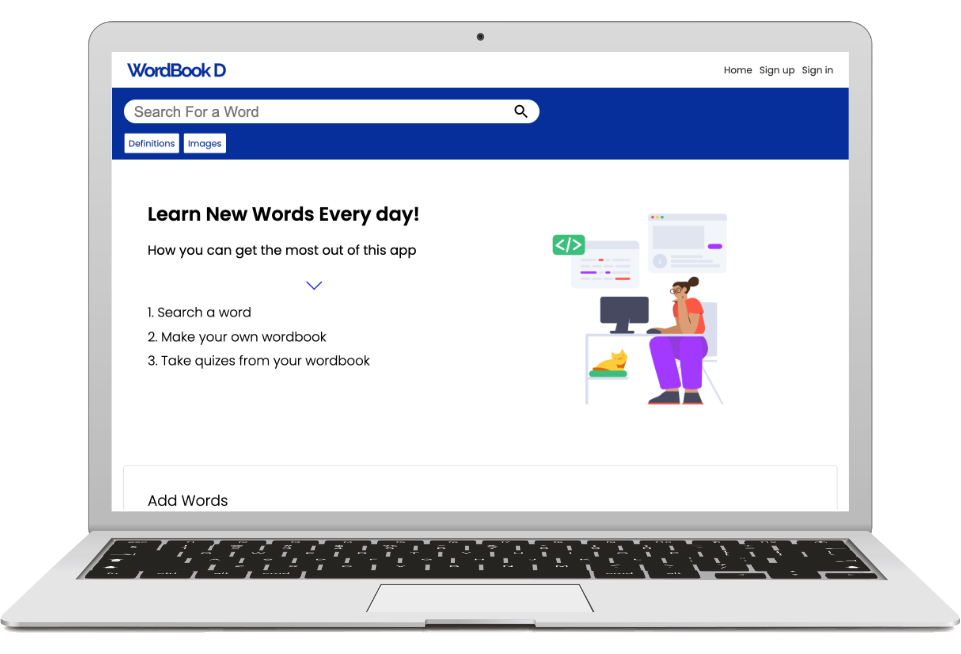 WordBook D
Home Sign up Sign in
Search For a Word
Definitions Images
Learn New Words Every day!
How you can get the most out of this app
1. Search a word
2. Make your own wordbook
3. Take quizes from your wordbook
</>
Add Words